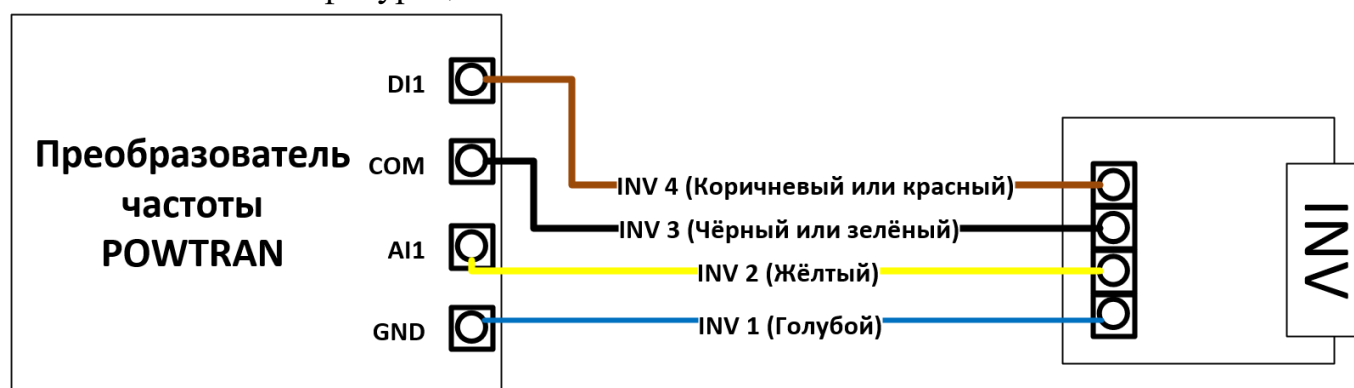 DI1
Преобразователь
частоты
POWTRAN
COM
AI1
GND
INV 4 (Коричневый или красный)
INV 3 (Чёрный или зелёный)
INV 2 (Жёлтый)
INV 1 (Голубой)
INV